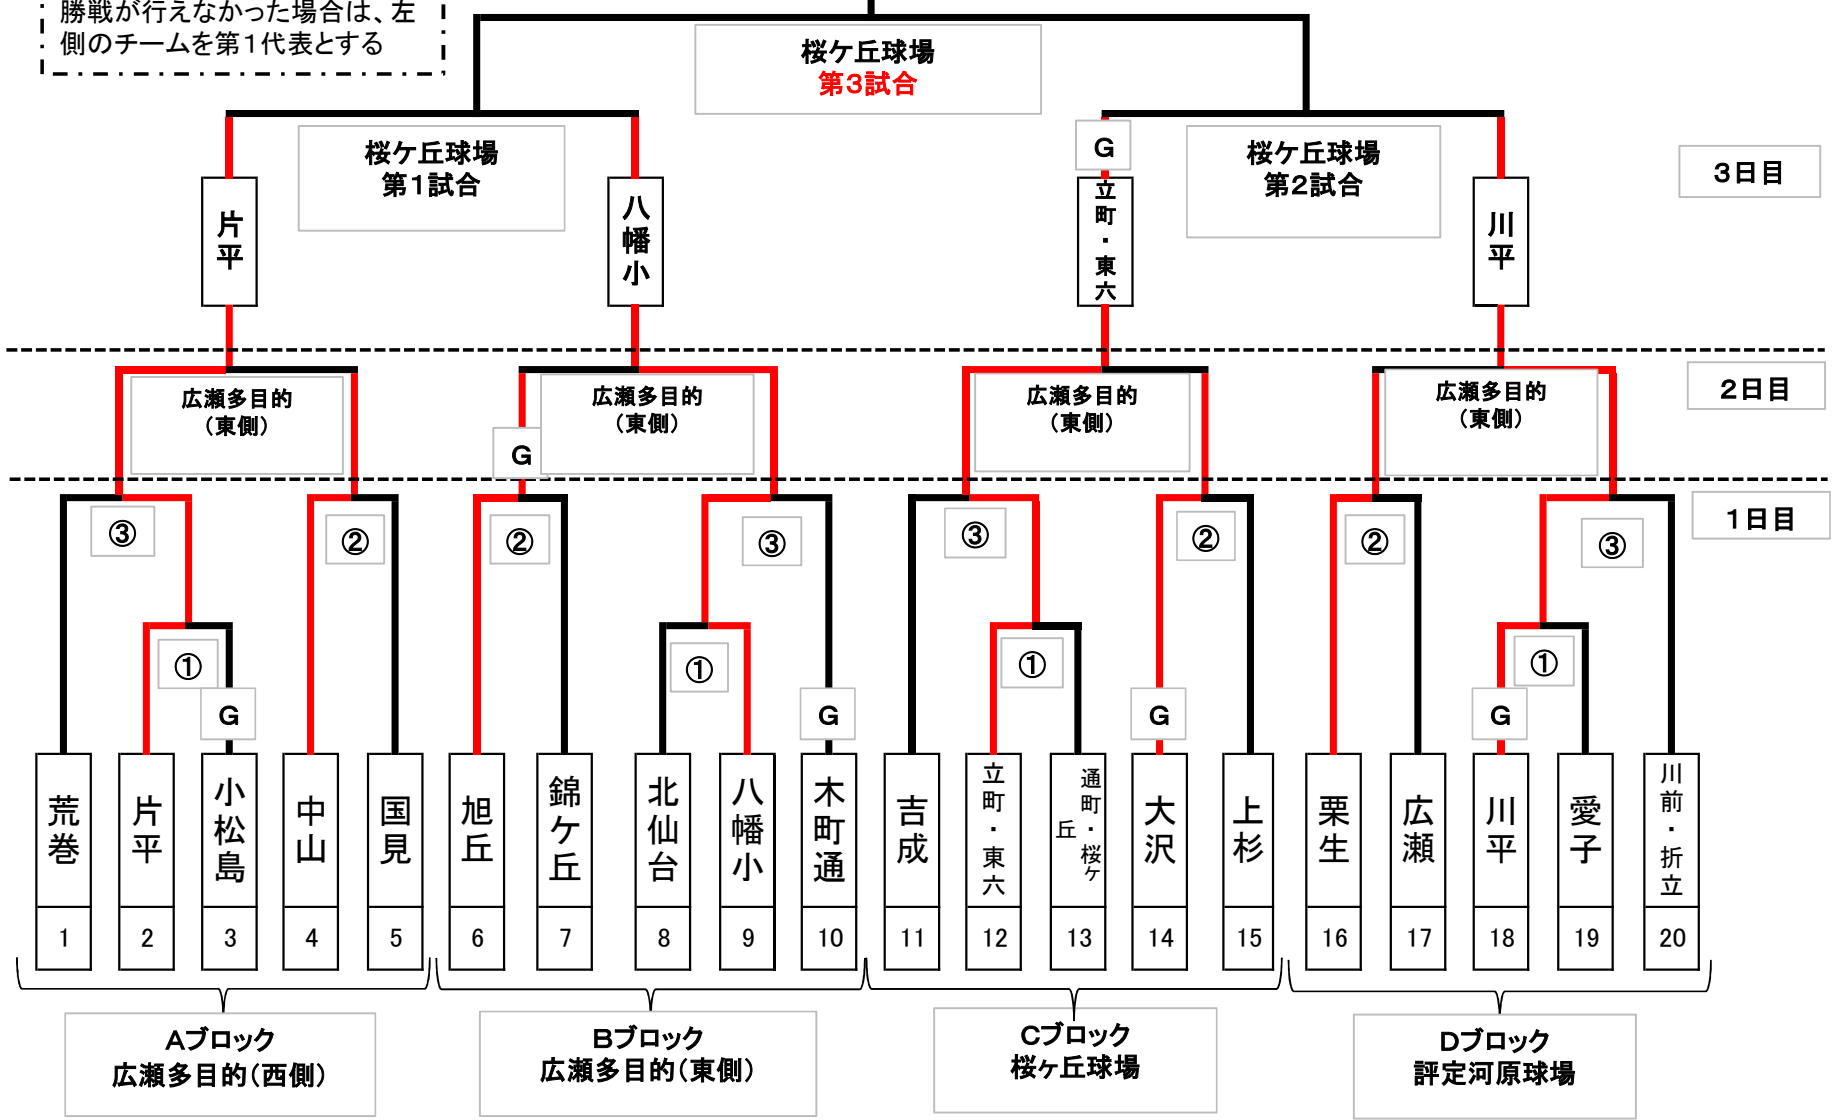 勝戦が行えなかった場合は、左
側のチームを第1代表とする
桜ケ丘球場
第3試合
桜ケ丘球場
第1試合
G
桜ケ丘球場
第2試合
3日目
片平
八幡小
立町・東六
川平
広瀬多目的
（東側）
広瀬多目的
（東側）
広瀬多目的
（東側）
広瀬多目的
（東側）
2日目
G
1日目
③
②
②
③
③
②
②
③
①
①
①
①
G
G
G
G
荒巻
片平
小松島
中山
国見
旭丘
錦ケ丘
北仙台
八幡小
木町通
吉成
立町・東六
通町・桜ケ
丘
大沢
上杉
栗生
広瀬
川平
愛子
川前・折立
1
2
3
4
5
6
7
8
9
10
11
12
13
14
15
16
17
18
19
20
Aブロック
広瀬多目的（西側）
Bブロック
広瀬多目的（東側）
Cブロック
桜ヶ丘球場
Dブロック
評定河原球場